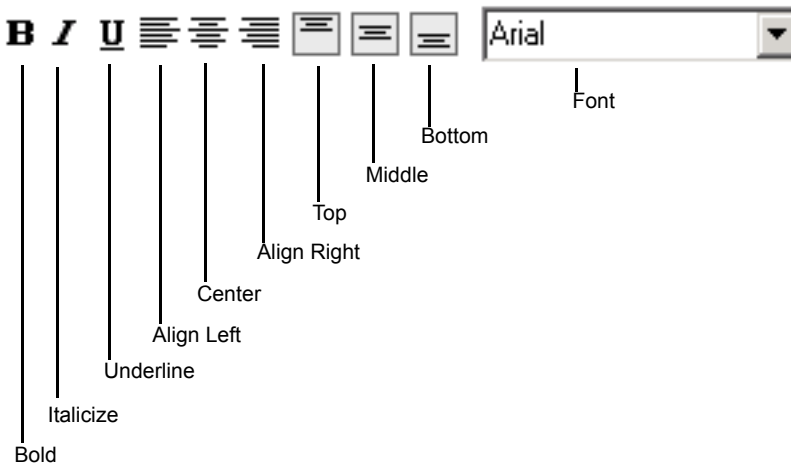 B I U Arial
Font
Bottom
Middle
Top
Align Right
Center
Align Left
Underline
Italicize
Bold